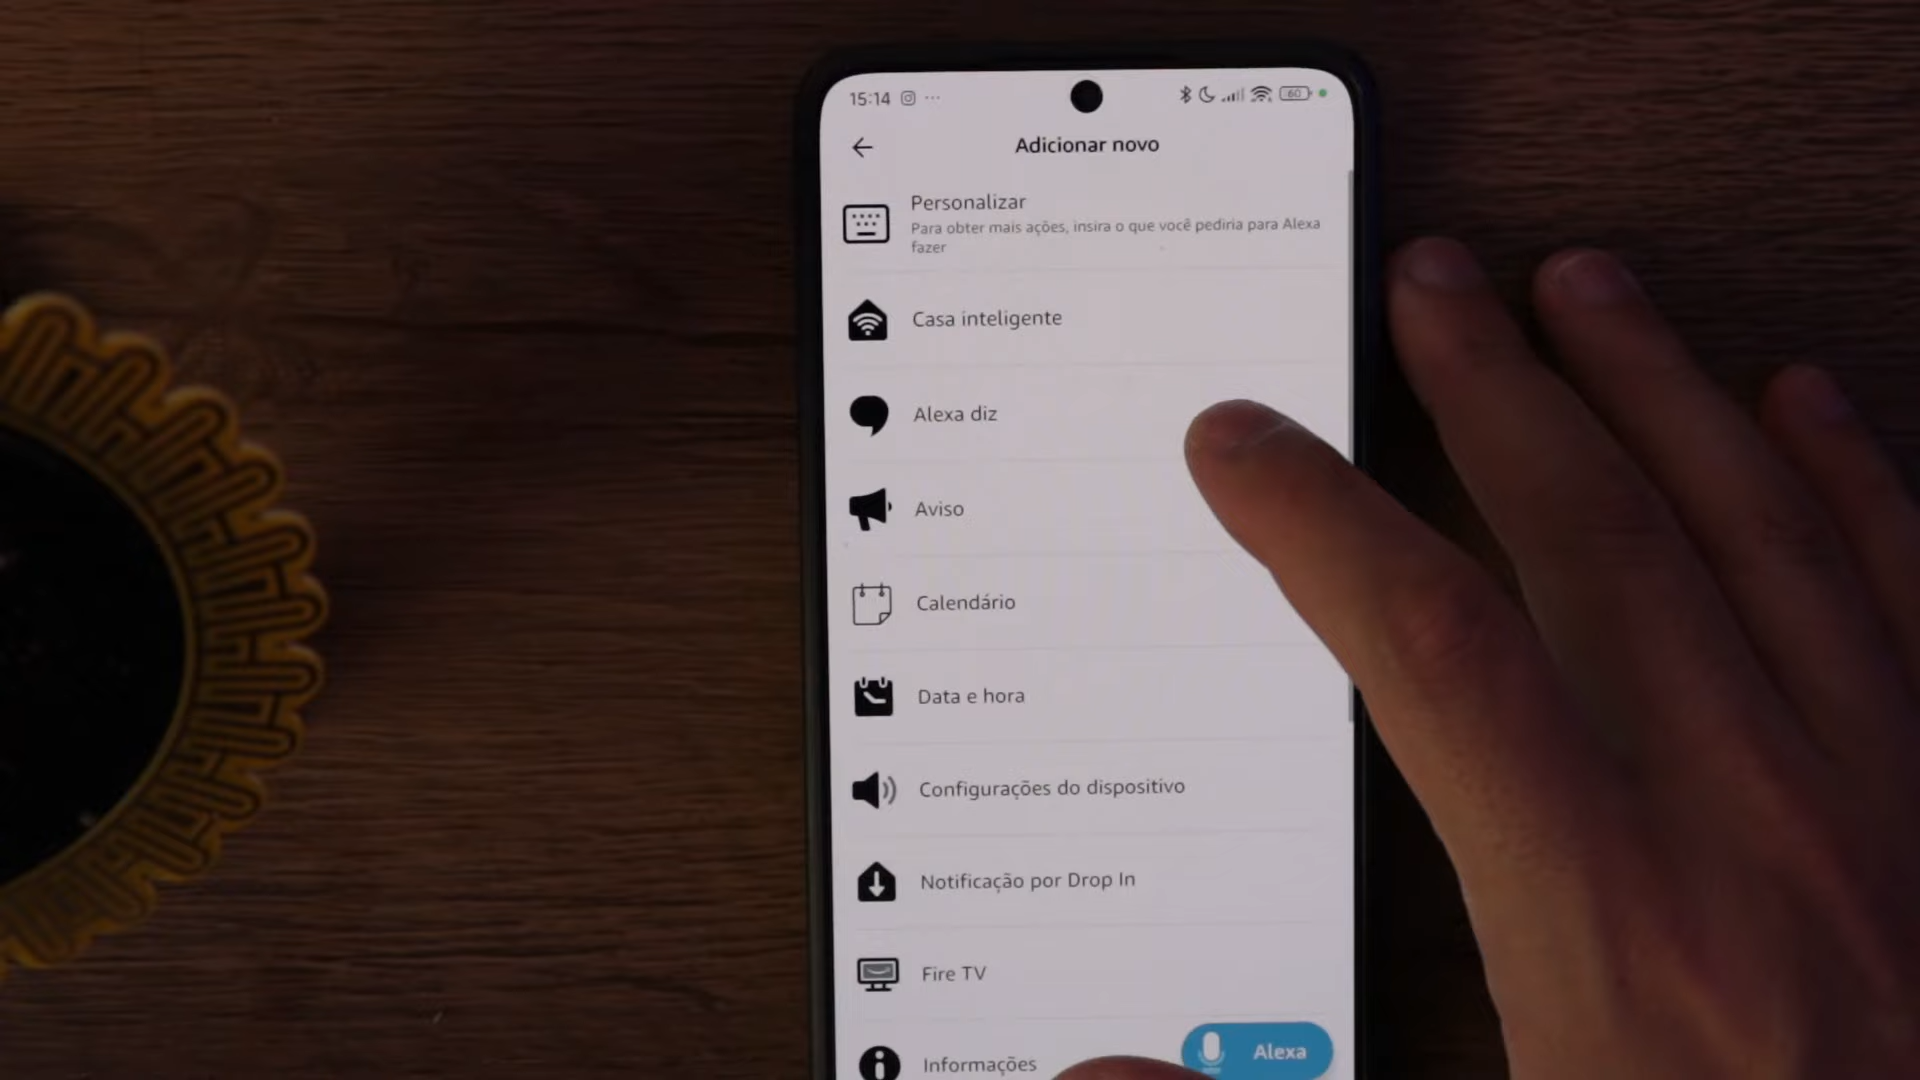 15:14
60
Adicionar novo
Personalizar
Para obter mais ações, insira o que você pediria para Alexa
fazer
Casa inteligente
Alexa diz
Aviso
Calendário
Data e hora
Configurações do dispositivo
Notificação por Drop In
Fire TV
Informações
Alexa